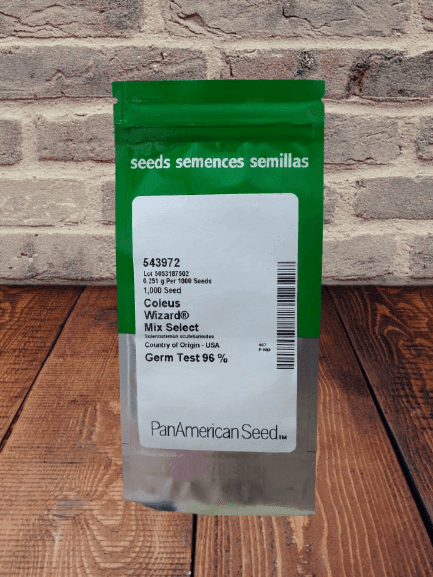 seeds semences semillas
543972
Lot 5053187502
0.251 g Per 1000 Seeds
1,000 Seed
Coleus
Wizard®
Mix Select
Solenostemon scutellarioides
Country of Origin - USA
Germ Test 96 %
PanAmerican Seed™